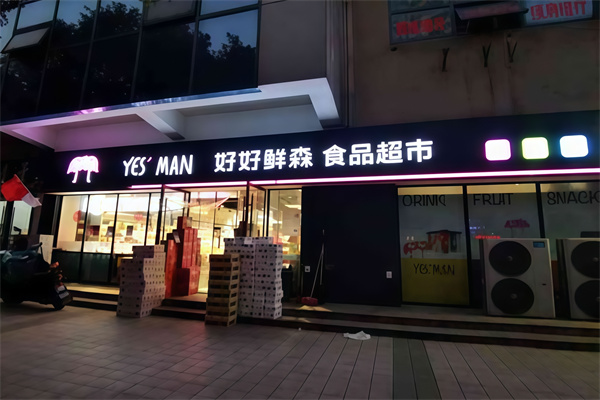 YES' MAN 好好鲜森 食品超市
DRINK FRUIT SNACK
YES' MAN